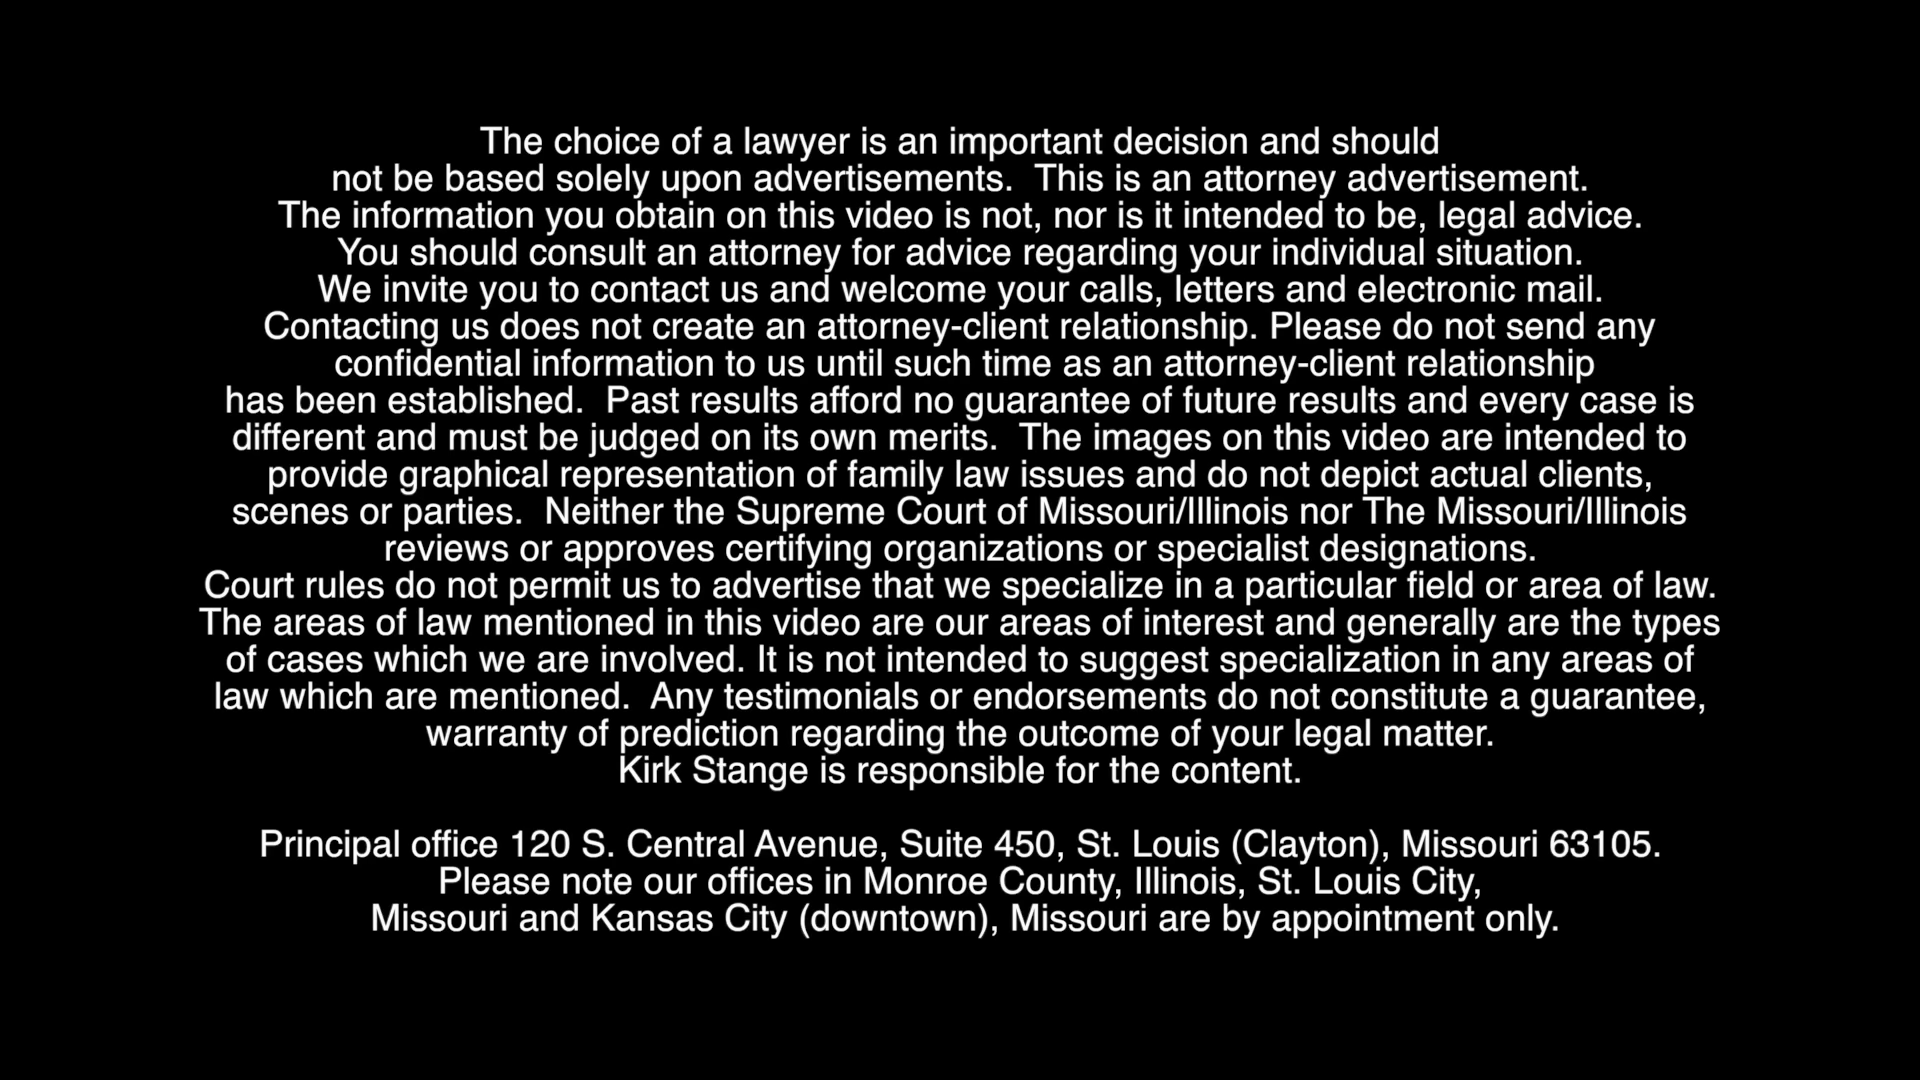 The choice of a lawyer is an important decision and should
not be based solely upon advertisements.  This is an attorney advertisement.
The information you obtain on this video is not, nor is it intended to be, legal advice.
You should consult an attorney for advice regarding your individual situation.
We invite you to contact us and welcome your calls, letters and electronic mail.
Contacting us does not create an attorney-client relationship. Please do not send any
confidential information to us until such time as an attorney-client relationship
has been established.  Past results afford no guarantee of future results and every case is
different and must be judged on its own merits.  The images on this video are intended to
provide graphical representation of family law issues and do not depict actual clients,
scenes or parties.  Neither the Supreme Court of Missouri/Illinois nor The Missouri/Illinois
reviews or approves certifying organizations or specialist designations.
Court rules do not permit us to advertise that we specialize in a particular field or area of law.
The areas of law mentioned in this video are our areas of interest and generally are the types
of cases which we are involved. It is not intended to suggest specialization in any areas of
law which are mentioned.  Any testimonials or endorsements do not constitute a guarantee,
warranty of prediction regarding the outcome of your legal matter.
Kirk Stange is responsible for the content.
Principal office 120 S. Central Avenue, Suite 450, St. Louis (Clayton), Missouri 63105.
Please note our offices in Monroe County, Illinois, St. Louis City,
Missouri and Kansas City (downtown), Missouri are by appointment only.